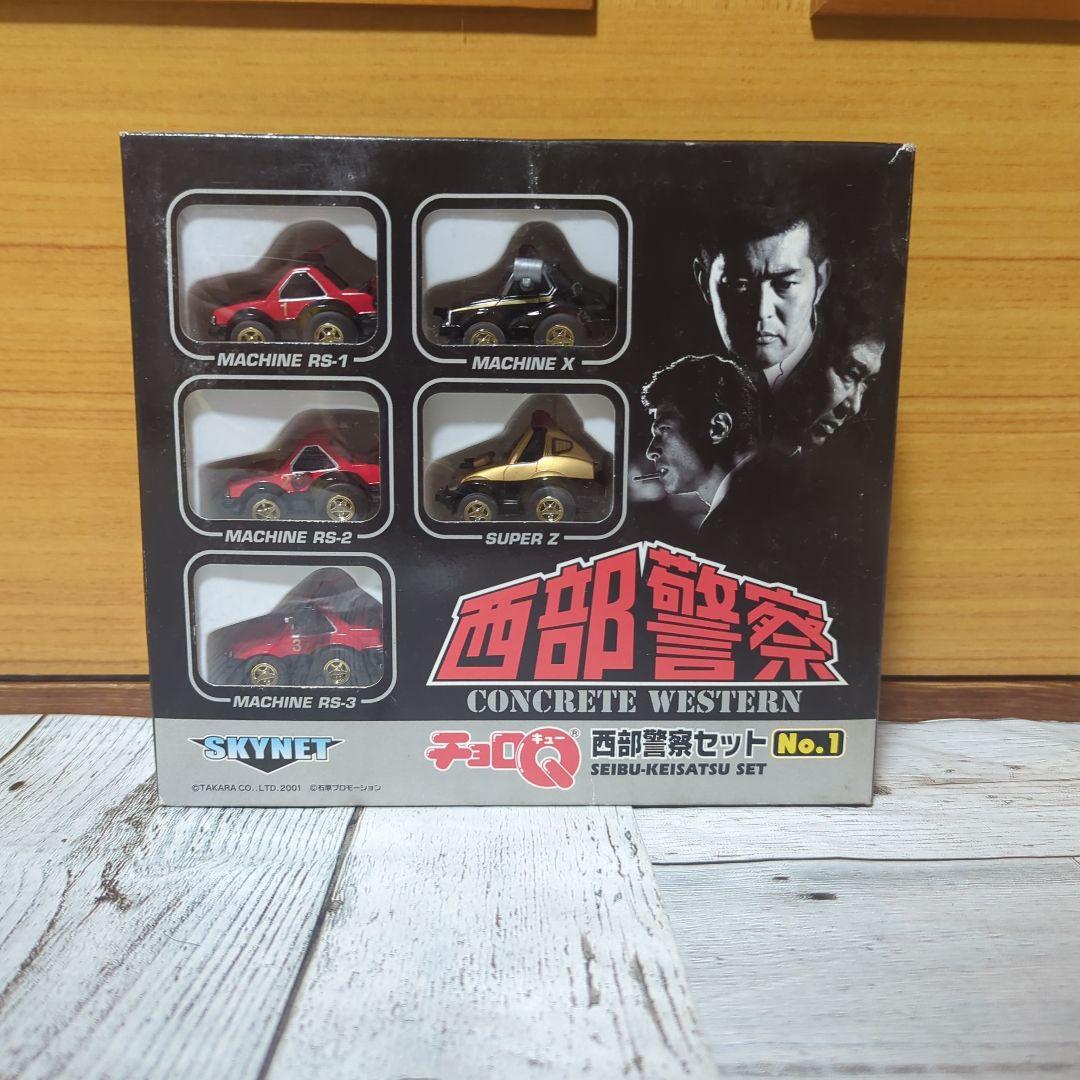 MACHINE RS-1
MACHINE X
MACHINE RS-2
SUPER Z
3
MACHINE RS-3
西部警察
CONCRETE WESTERN
SKYNET
チョロQ キュー ®
西部警察セット No.1
SEIBU-KEISATSU SET
©TAKARA CO.,LTD.2001 ©石原プロモーション